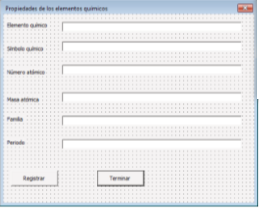 Propiedades de los elementos químicos
Elemento químico
Símbolo químico
Número atómico
Masa atómica
Familia
Periodo
Registrar
Terminar